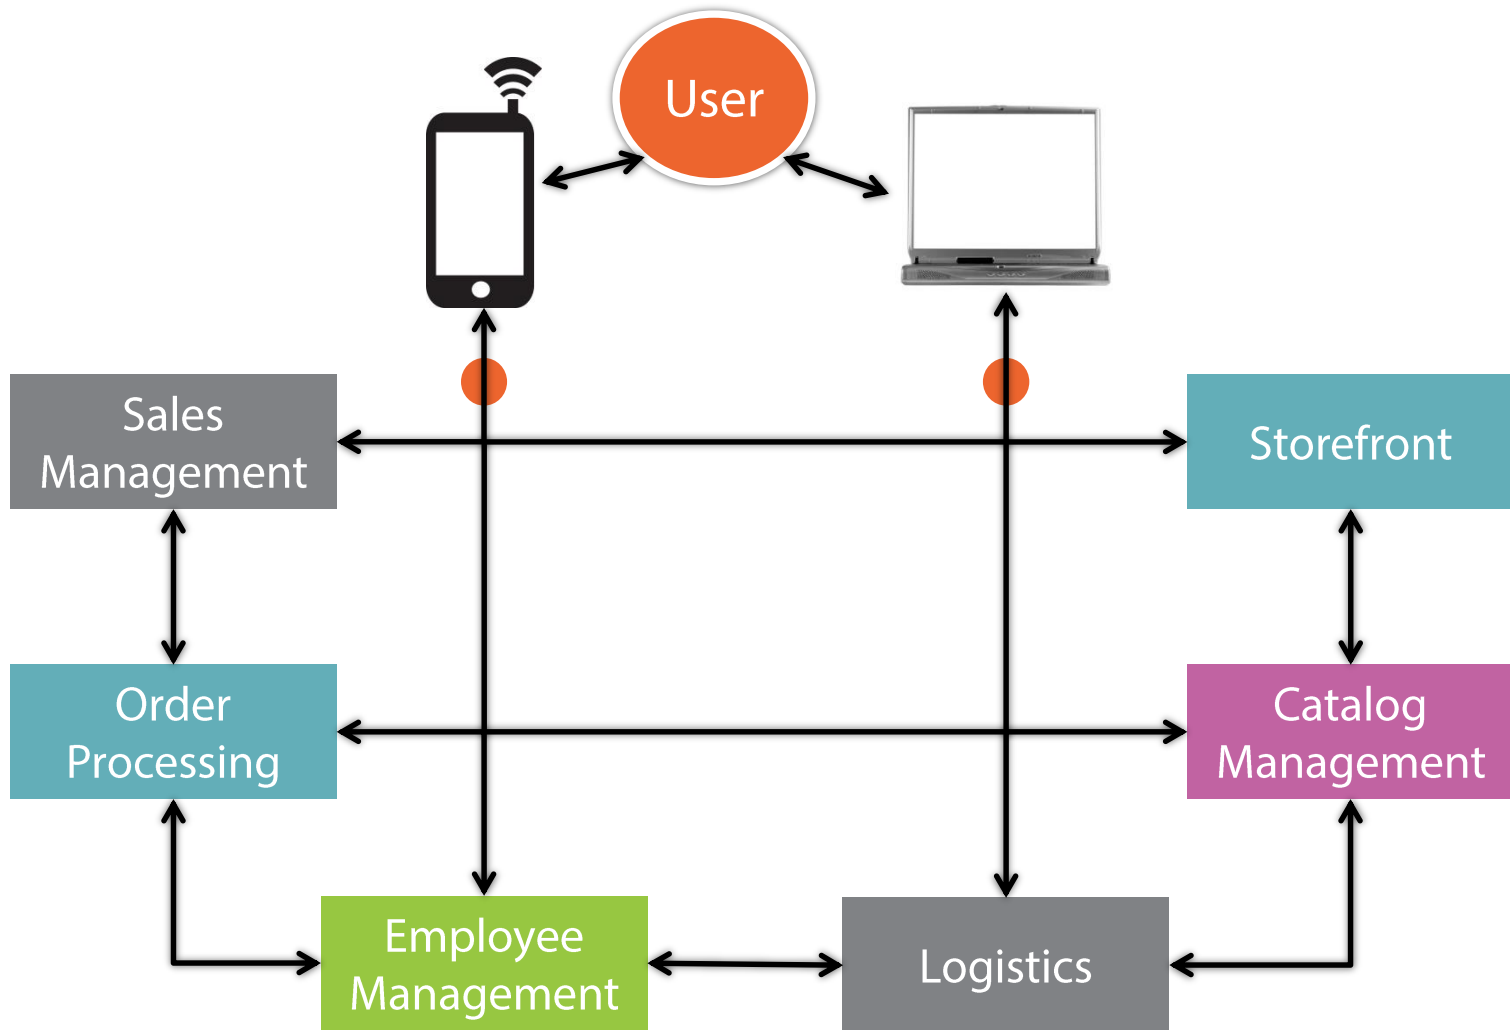 User
Sales
Management
Storefront
Order
Processing
Catalog
Management
Employee
Management
Logistics